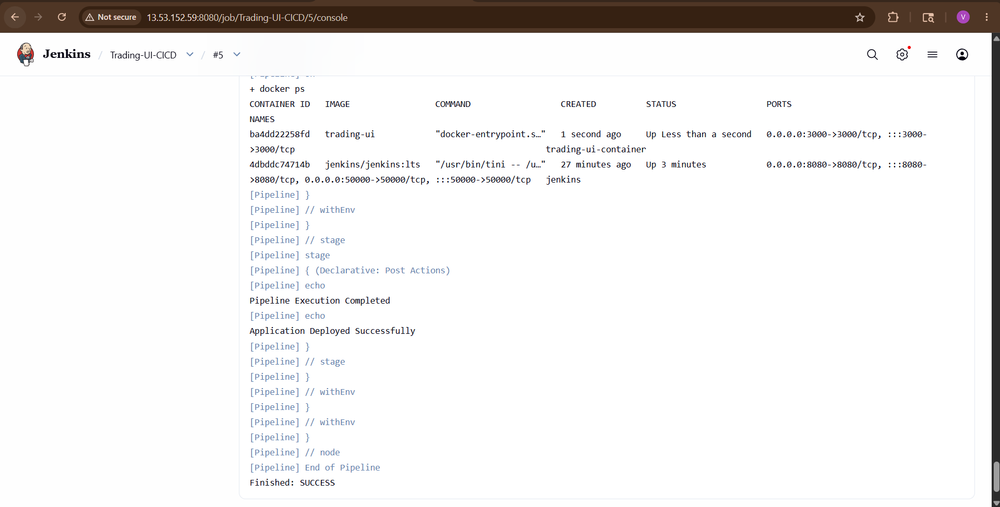 Not secure 13.53.152.59:8080/job/Trading-UI-CICD/5/console V
Jenkins / Trading-UI-CICD / #5
+ docker ps
CONTAINER ID   IMAGE                 COMMAND                  CREATED          STATUS                  PORTS
NAMES
ba4dd22258fd   trading-ui            "docker-entrypoint.s…"   1 second ago     Up Less than a second   0.0.0.0:3000->3000/tcp, :::3000-
>3000/tcp                                                  trading-ui-container
4dbddc74714b   jenkins/jenkins:lts   "/usr/bin/tini -- /u…"   27 minutes ago   Up 3 minutes            0.0.0.0:8080->8080/tcp, :::8080-
>8080/tcp, 0.0.0.0:50000->50000/tcp, :::50000->50000/tcp   jenkins
[Pipeline] }
[Pipeline] // withEnv
[Pipeline] }
[Pipeline] // stage
[Pipeline] stage
[Pipeline] { (Declarative: Post Actions)
[Pipeline] echo
Pipeline Execution Completed
[Pipeline] echo
Application Deployed Successfully
[Pipeline] }
[Pipeline] // stage
[Pipeline] }
[Pipeline] // withEnv
[Pipeline] }
[Pipeline] // withEnv
[Pipeline] }
[Pipeline] // node
[Pipeline] End of Pipeline
Finished: SUCCESS